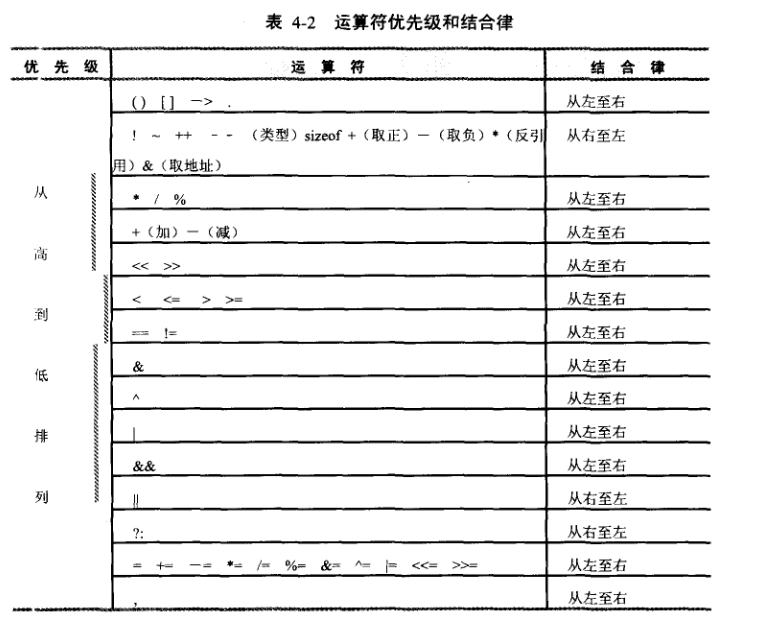 表 4-2 运算符优先级和结合律
优 先 级 运 算 符 结 合 律
( ) [ ] —> . 从左至右
! ~ ++ -- （类型）sizeof +（取正）—（取负）*（反引 从右至左
用）&（取地址）
* / % 从左至右
从
+（加）—（减） 从左至右
高
<< >> 从左至右
< <= > >= 从左至右
到
== != 从左至右
& 从左至右
低
^ 从左至右
| 从左至右
排
&& 从左至右
列
|| 从右至左
?: 从右至左
= += —= *= /= %= &= ^= |= <<= >>= 从左至右
, 从左至右